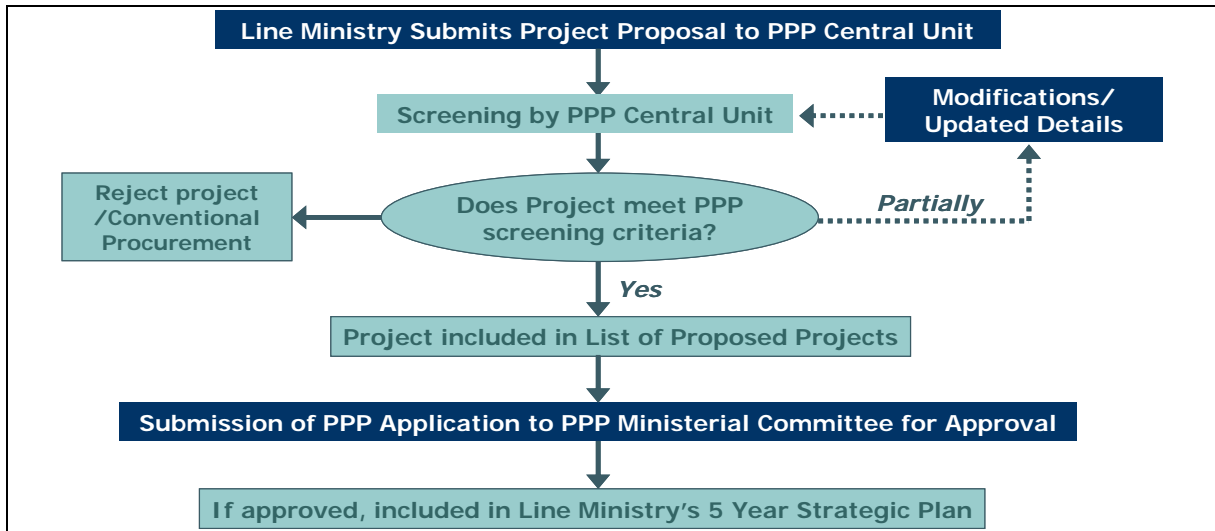 Line Ministry Submits Project Proposal to PPP Central Unit
Screening by PPP Central Unit
Modifications/
Updated Details
Reject project
/Conventional
Procurement
Does Project meet PPP
screening criteria?
Partially
Yes
Project included in List of Proposed Projects
Submission of PPP Application to PPP Ministerial Committee for Approval
If approved, included in Line Ministry's 5 Year Strategic Plan